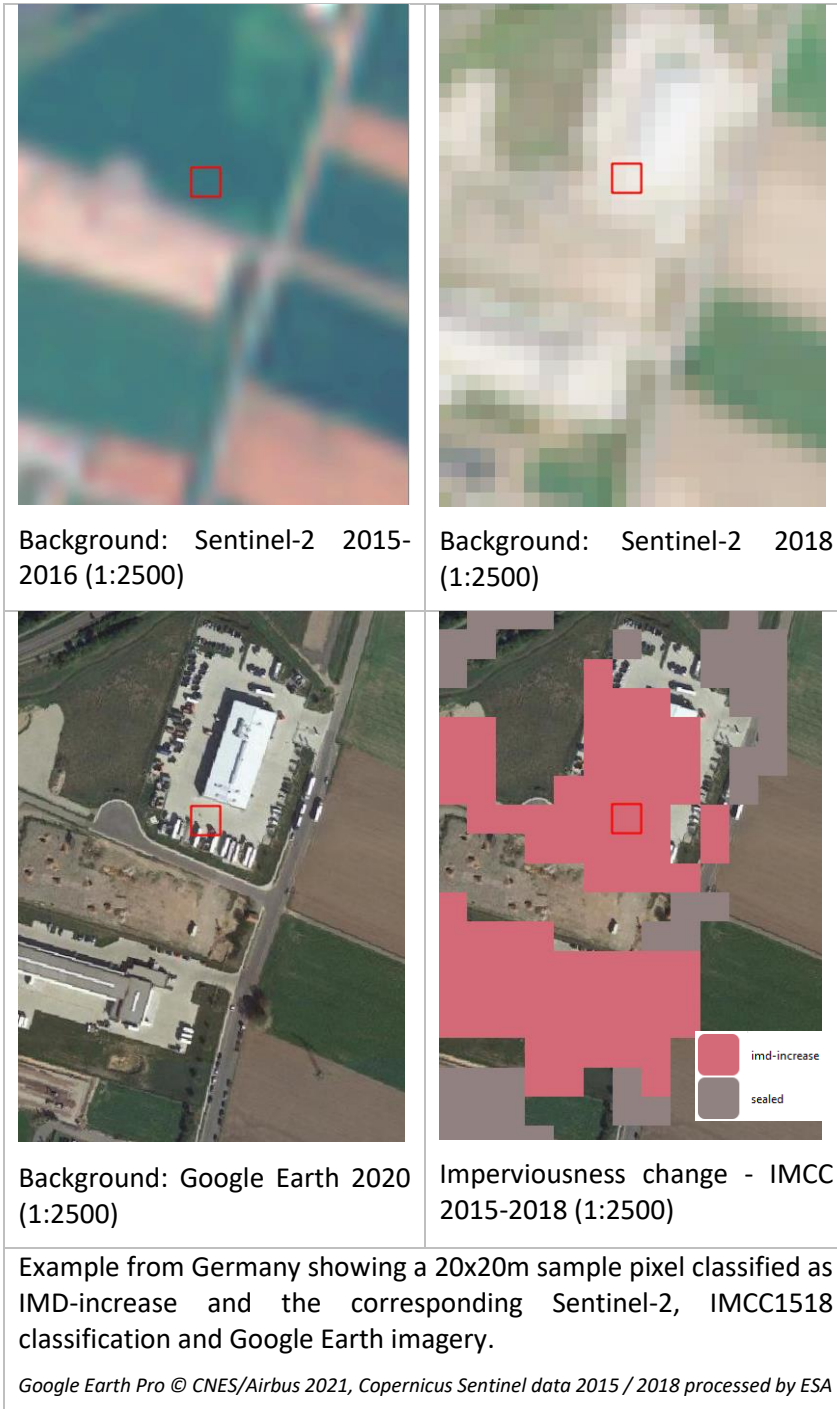 Background: Sentinel-2 2015-
2016 (1:2500)
Background: Sentinel-2 2018
(1:2500)
imd-increase
sealed
Background: Google Earth 2020
(1:2500)
Imperviousness change - IMCC
2015-2018 (1:2500)
Example from Germany showing a 20x20m sample pixel classified as
IMD-increase and the corresponding Sentinel-2, IMCC1518
classification and Google Earth imagery.
Google Earth Pro © CNES/Airbus 2021, Copernicus Sentinel data 2015 / 2018 processed by ESA